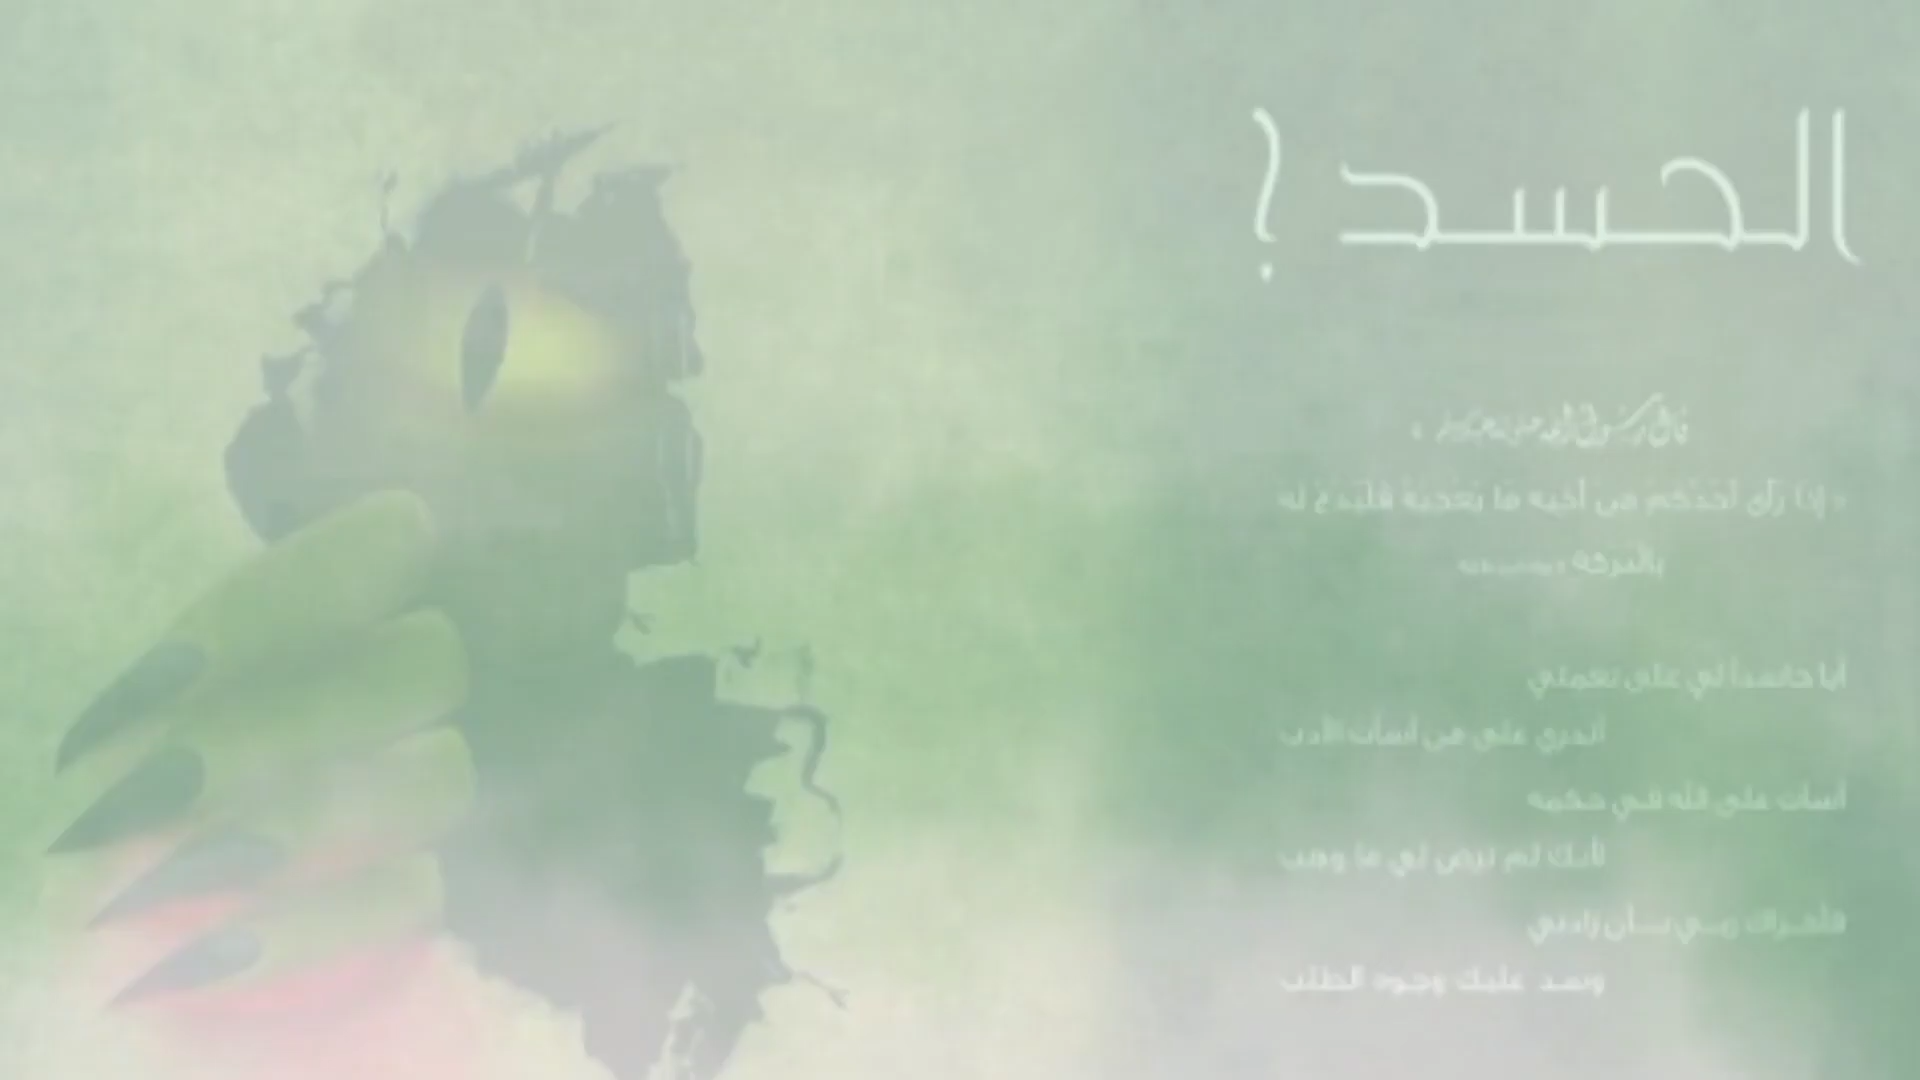 الحسد ؟
قال رسول الله صلى الله عليه وسلم :
« إذا رأى أحدكم من أخيه ما يعجبه فليدع له
بالبركة
أيا حاسداً لي على نعمتي
أتدري على من أسأت الأدب
أسأت على الله في حكمه
لأنك لم ترض لي ما وهب
فأخزاك ربي بأن زادني
وسد عليك وجوه الطلب